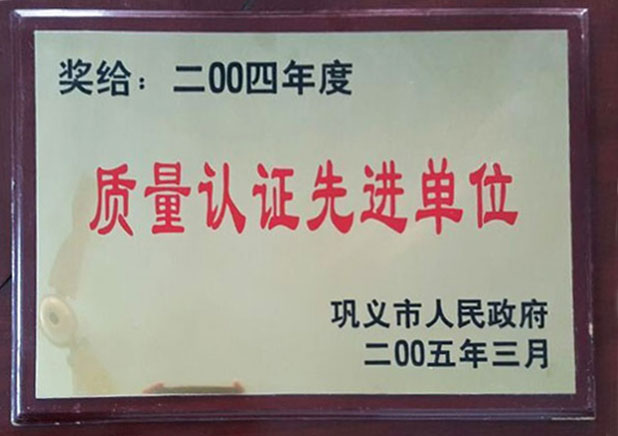 奖给：二00四年度
质量认证先进单位
巩义市人民政府
二00五年三月